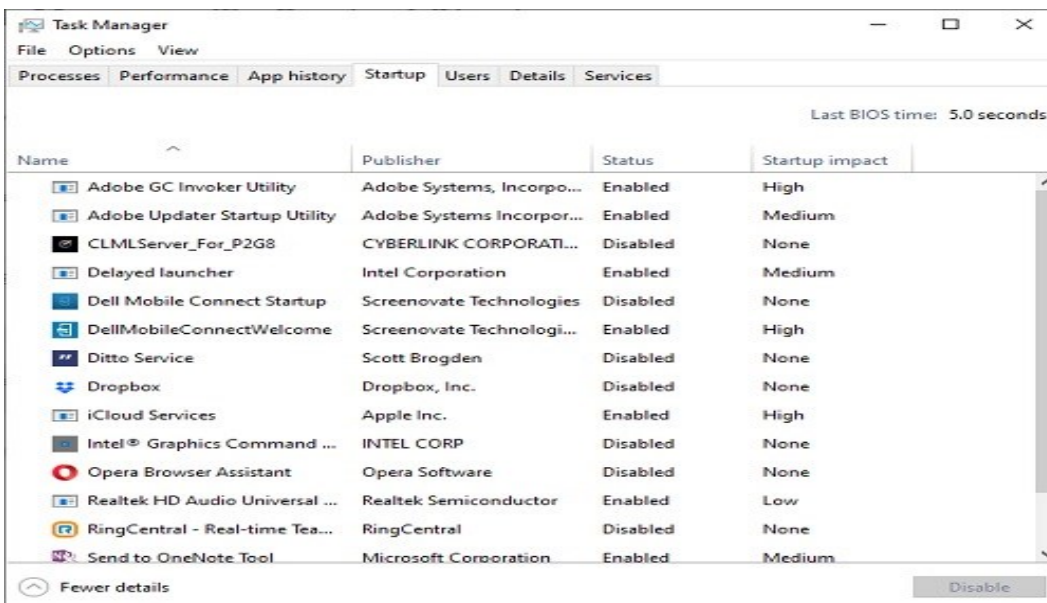 Task Manager
File Options View
Processes Performance App history Startup Users Details Services
Last BIOS time: 5.0 seconds
Name Publisher Status Startup impact
Adobe GC Invoker Utility Adobe Systems, Incorpo... Enabled High
Adobe Updater Startup Utility Adobe Systems Incorpor... Enabled Medium
CLMLServer_For_P2G8 CYBERLINK CORPORATI... Disabled None
Delayed launcher Intel Corporation Enabled Medium
Dell Mobile Connect Startup Screenovate Technologies Disabled None
DellMobileConnectWelcome Screenovate Technologi... Enabled High
Ditto Service Scott Brogden Disabled None
Dropbox Dropbox, Inc. Disabled None
iCloud Services Apple Inc. Enabled High
Intel® Graphics Command ... INTEL CORP Disabled None
Opera Browser Assistant Opera Software Disabled None
Realtek HD Audio Universal ... Realtek Semiconductor Enabled Low
RingCentral - Real-time Tea... RingCentral Disabled None
Send to OneNote Tool Microsoft Corporation Enabled Medium
Fewer details Disable